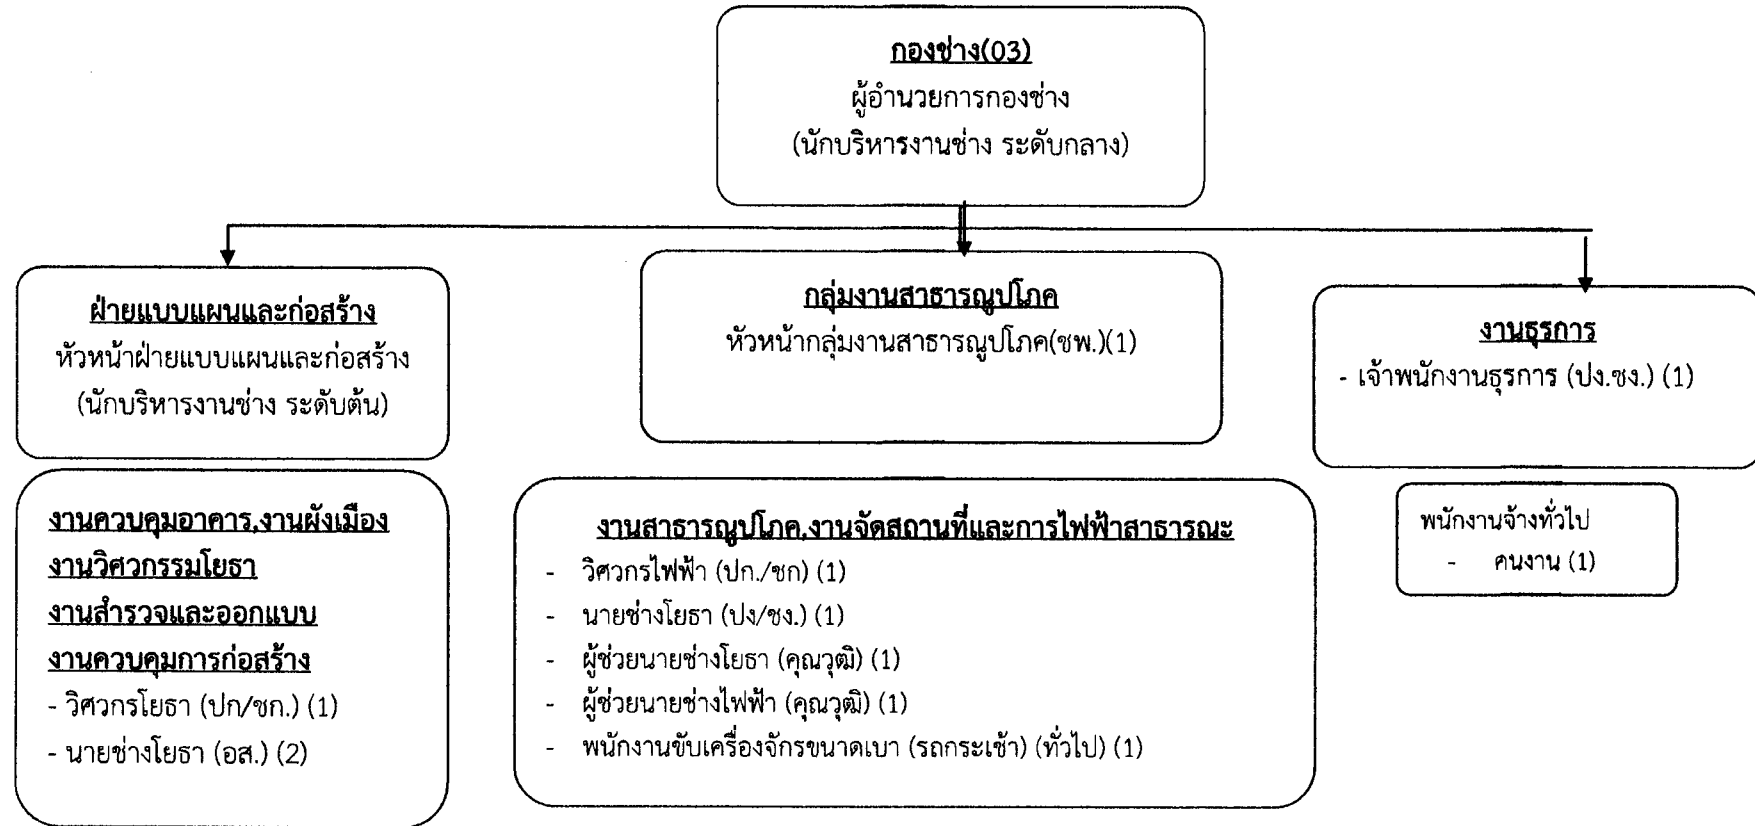 กองช่าง(03)
ผู้อำนวยการกองช่าง
(นักบริหารงานช่าง ระดับกลาง)
ฝ่ายแบบแผนและก่อสร้าง
หัวหน้าฝ่ายแบบแผนและก่อสร้าง
(นักบริหารงานช่าง ระดับต้น)
กลุ่มงานสาธารณูปโภค
หัวหน้ากลุ่มงานสาธารณูปโภค(ชพ.)(1)
งานธุรการ
- เจ้าพนักงานธุรการ (ปง.ชง.) (1)
งานควบคุมอาคาร,งานผังเมือง
งานวิศวกรรมโยธา
งานสำรวจและออกแบบ
งานควบคุมการก่อสร้าง
- วิศวกรโยธา (ปก/ชก.) (1)
- นายช่างโยธา (อส.) (2)
งานสาธารณูปโภค,งานจัดสถานที่และการไฟฟ้าสาธารณะ
- วิศวกรไฟฟ้า (ปก./ชก) (1)
- นายช่างโยธา (ปง/ชง.) (1)
- ผู้ช่วยนายช่างโยธา (คุณวุฒิ) (1)
- ผู้ช่วยนายช่างไฟฟ้า (คุณวุฒิ) (1)
- พนักงานขับเครื่องจักรขนาดเบา (รถกระเช้า) (ทั่วไป) (1)
พนักงานจ้างทั่วไป
- คนงาน (1)